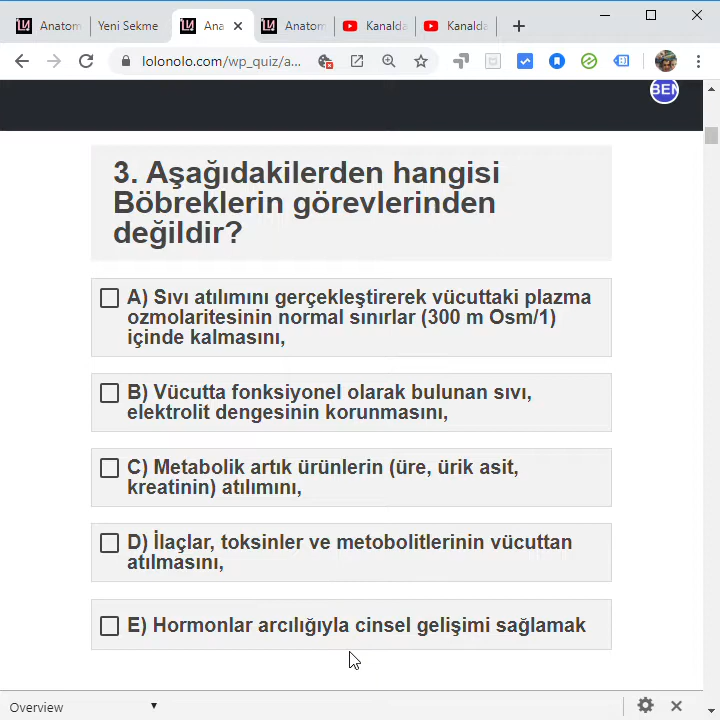 Anatom
Yeni Sekme
Ana
Anatom
Kanalda
Kanalda
lolonolo.com/wp_quiz/a...
BEN
3. Aşağıdakilerden hangisi
Böbreklerin görevlerinden
değildir?
A) Sıvı atılımını gerçekleştirerek vücuttaki plazma
ozmolaritesinin normal sınırlar (300 m Osm/1)
içinde kalmasını,
B) Vücutta fonksiyonel olarak bulunan sıvı,
elektrolit dengesinin korunmasını,
C) Metabolik artık ürünlerin (üre, ürik asit,
kreatinin) atılımını,
D) İlaçlar, toksinler ve metobolitlerinin vücuttan
atılmasını,
E) Hormonlar arcılığıyla cinsel gelişimi sağlamak
Overview